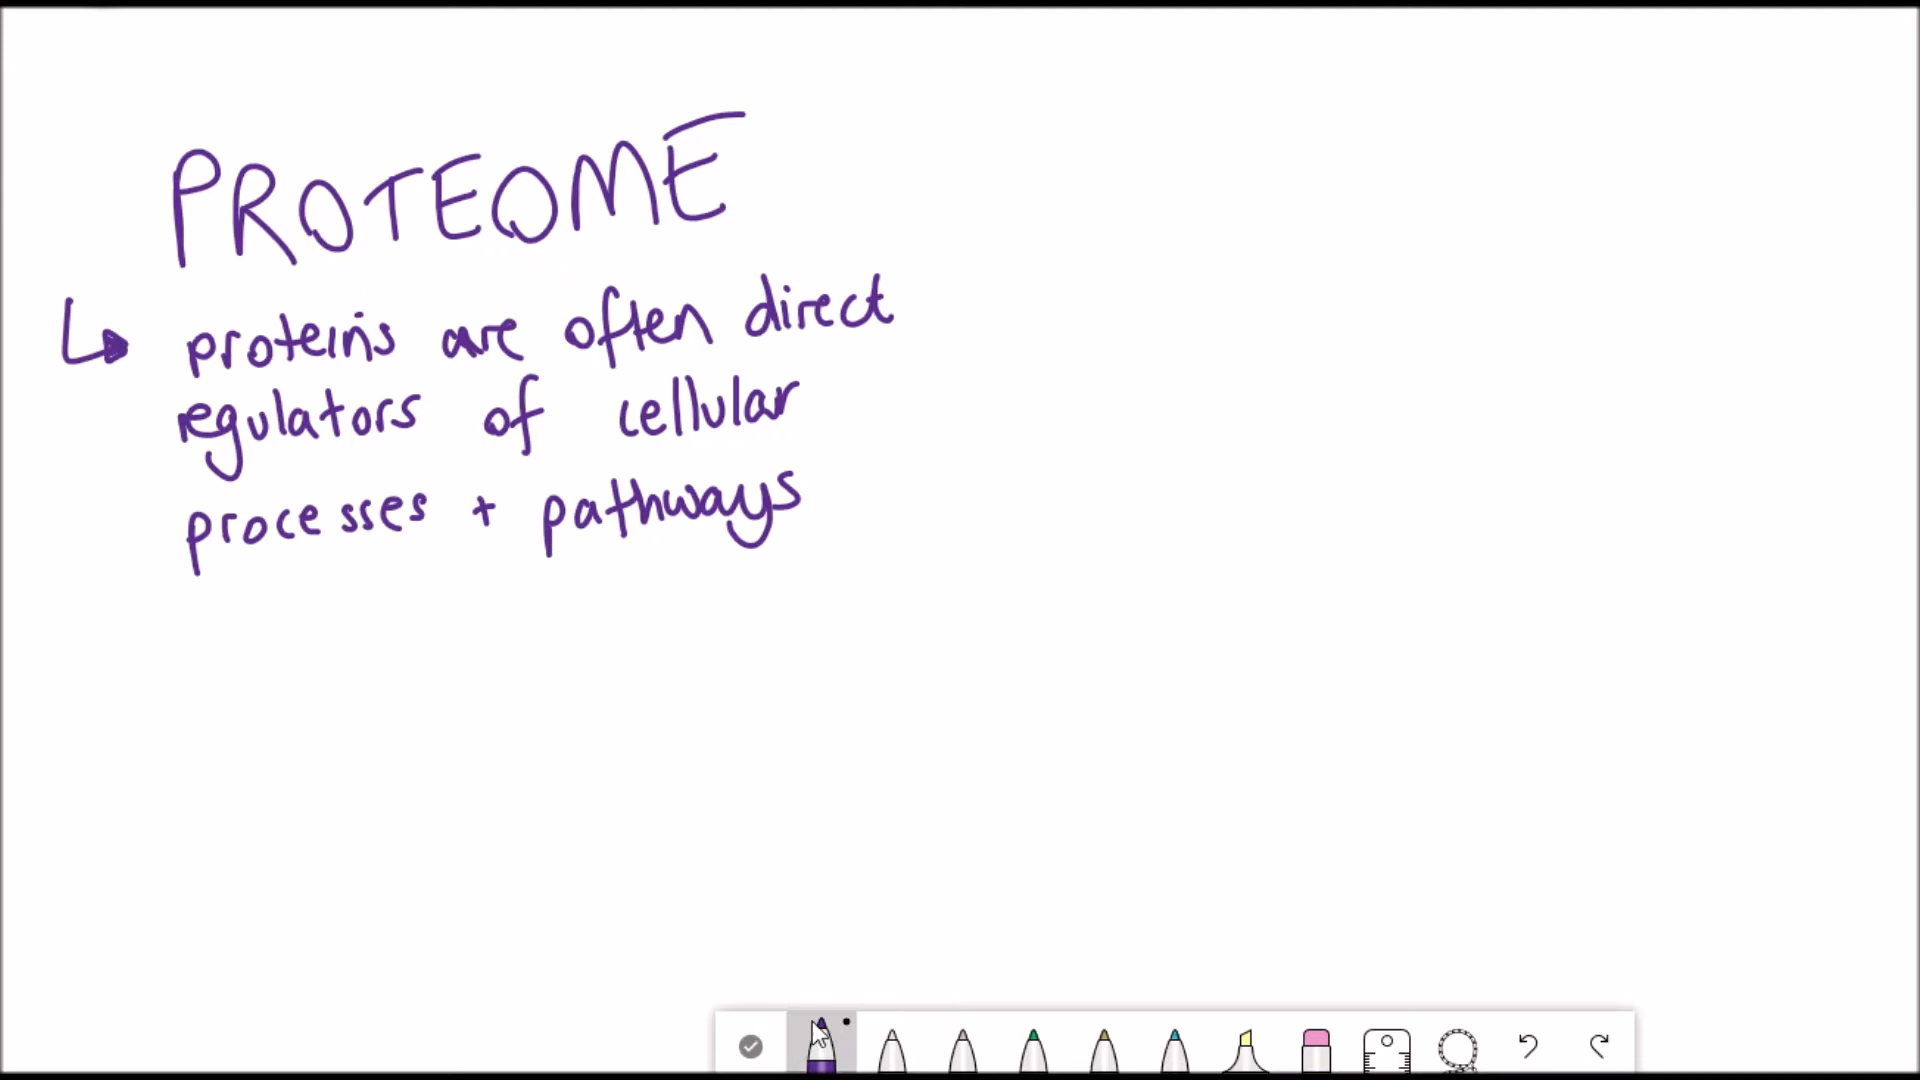 PROTEOME
proteins are often direct
regulators of cellular
processes + pathways